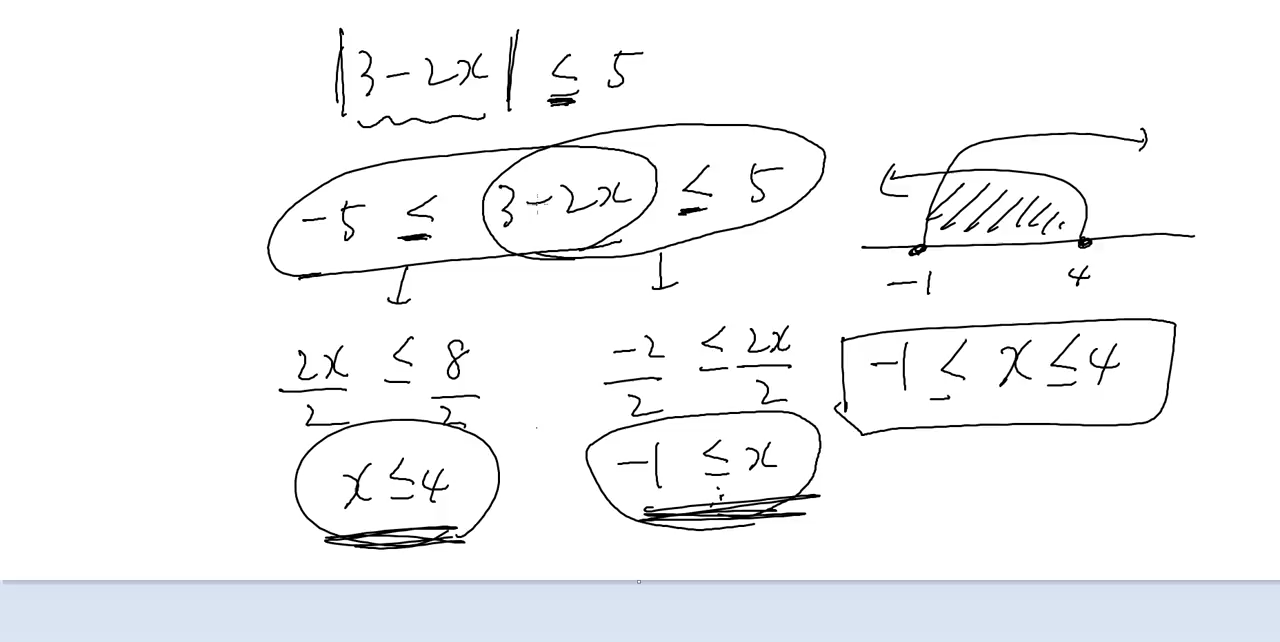 |3-2x| ≤ 5
-5 ≤ 3-2x ≤ 5
2x/2 ≤ 8/2
x ≤ 4
-2/2 ≤ 2x/2
-1 ≤ x
-1 4
-1 ≤ x ≤ 4